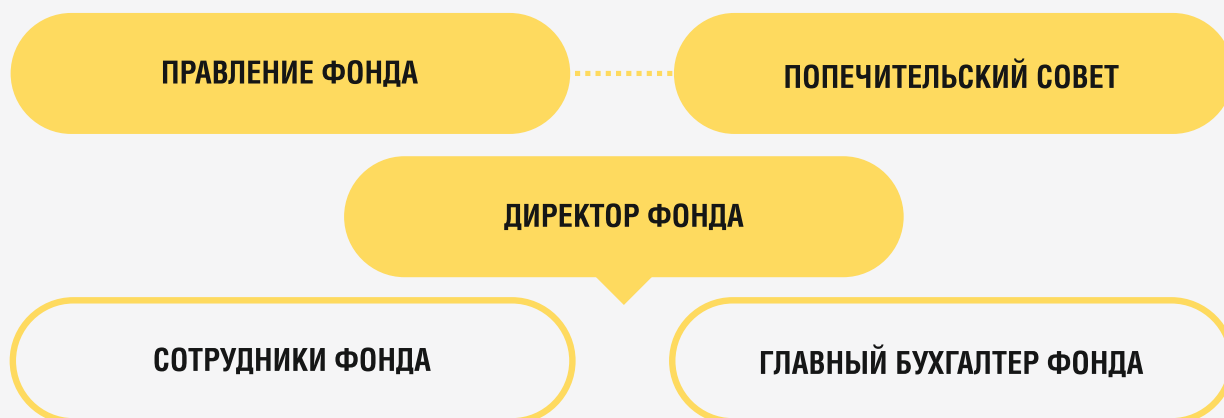 ПРАВЛЕНИЕ ФОНДА
ПОПЕЧИТЕЛЬСКИЙ СОВЕТ
ДИРЕКТОР ФОНДА
СОТРУДНИКИ ФОНДА
ГЛАВНЫЙ БУХГАЛТЕР ФОНДА